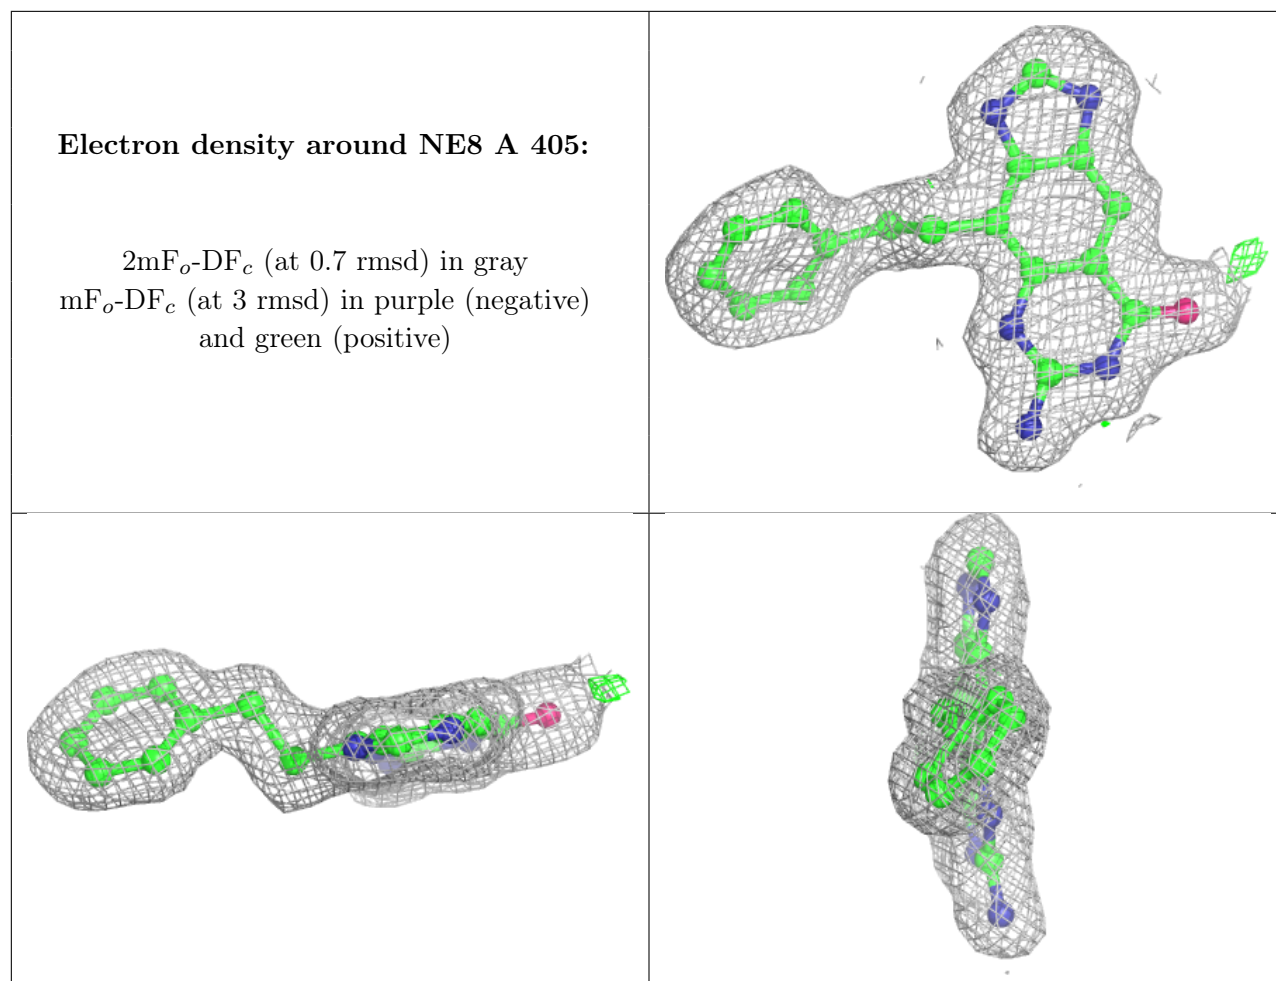 Electron density around NE8 A 405:
2mFo-DFc (at 0.7 rmsd) in gray
mFo-DFc (at 3 rmsd) in purple (negative)
and green (positive)